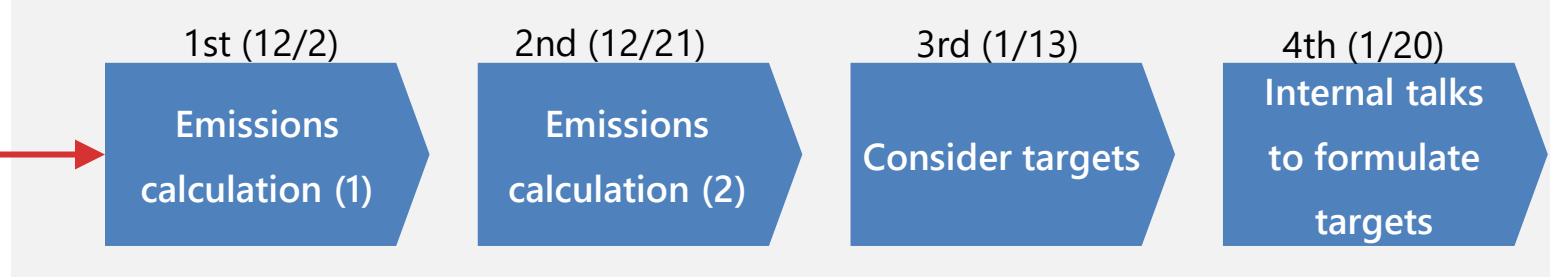 1st (12/2)
2nd (12/21)
3rd (1/13)
4th (1/20)
Emissions
calculation (1)
Emissions
calculation (2)
Consider targets
Internal talks
to formulate
targets